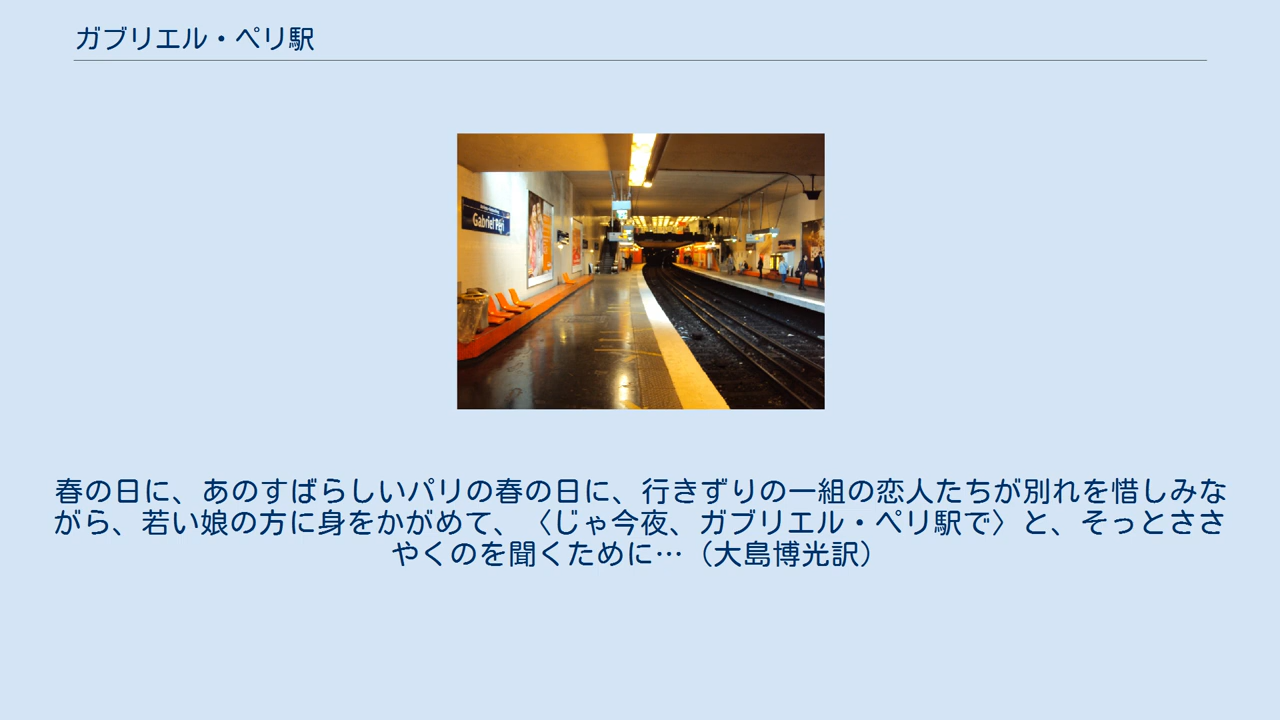 ガブリエル・ペリ駅
Gabriel Péri
春の日に、あのすばらしいパリの春の日に、行きずりの一組の恋人たちが別れを惜しみな
がら、若い娘の方に身をかがめて、〈じゃ今夜、ガブリエル・ペリ駅で〉と、そっとささ
やくのを聞くために…（大島博光訳）